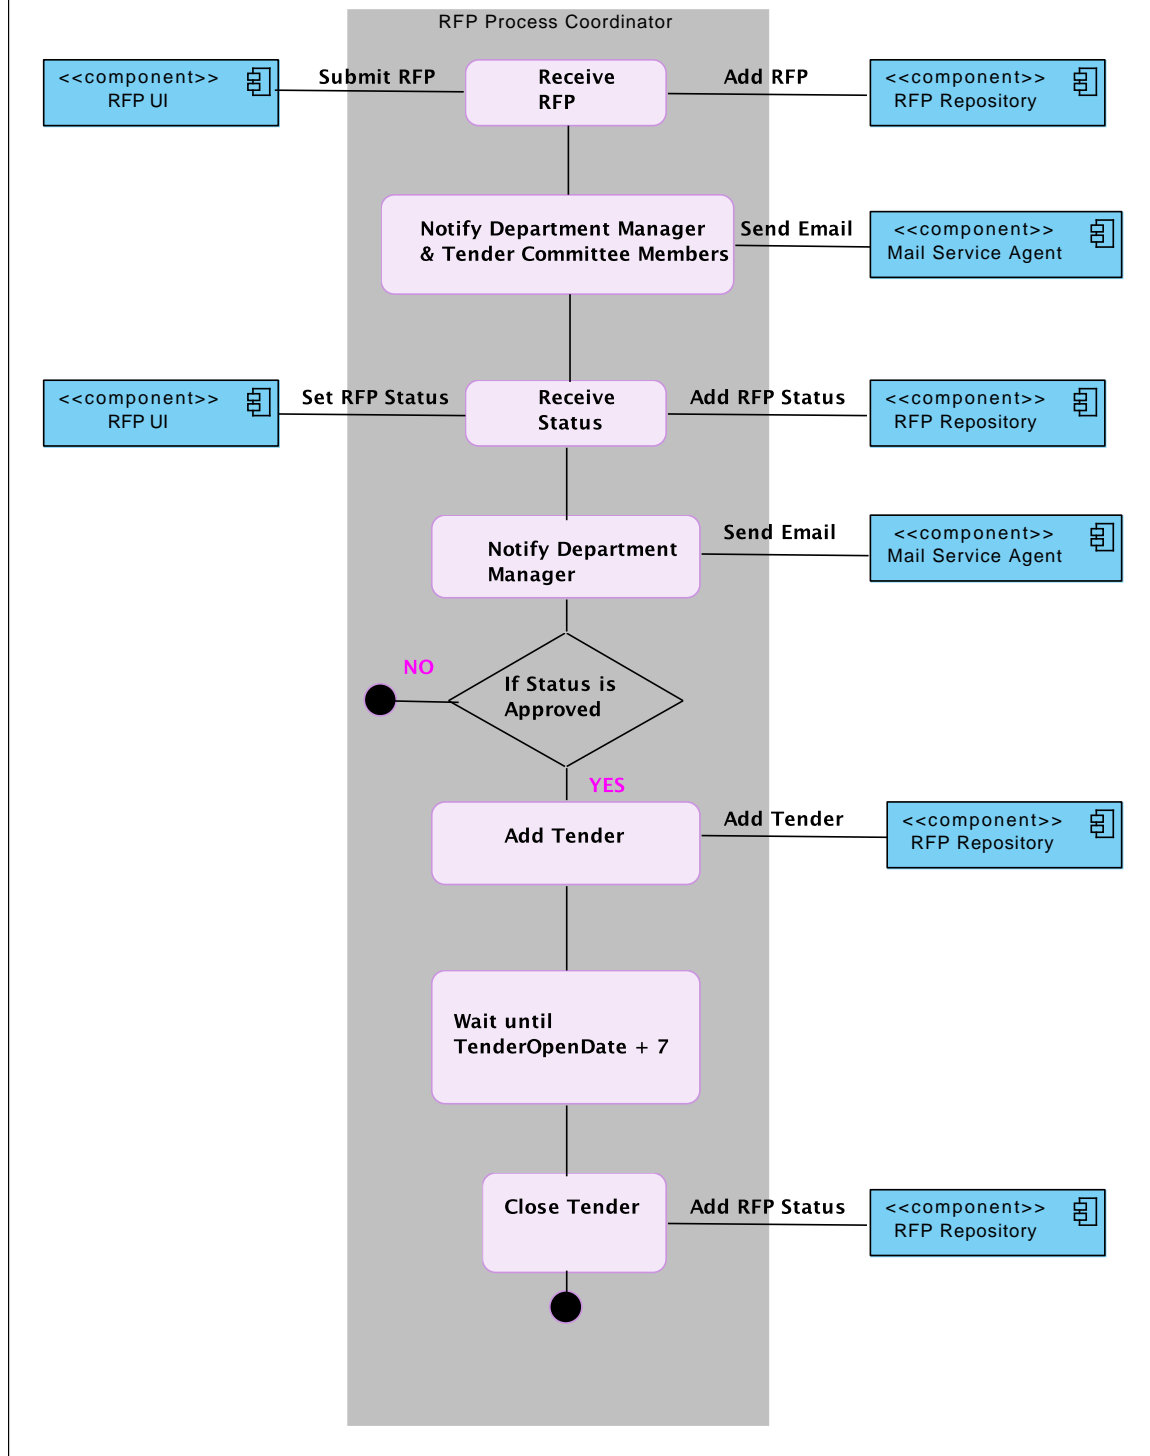 RFP Process Coordinator
<<component>>
RFP UI
Submit RFP
Receive
RFP
Add RFP
<<component>>
RFP Repository
Notify Department Manager
& Tender Committee Members
Send Email
<<component>>
Mail Service Agent
<<component>>
RFP UI
Set RFP Status
Receive
Status
Add RFP Status
<<component>>
RFP Repository
Notify Department
Manager
Send Email
<<component>>
Mail Service Agent
NO
If Status is
Approved
YES
Add Tender
Add Tender
<<component>>
RFP Repository
Wait until
TenderOpenDate + 7
Close Tender
Add RFP Status
<<component>>
RFP Repository